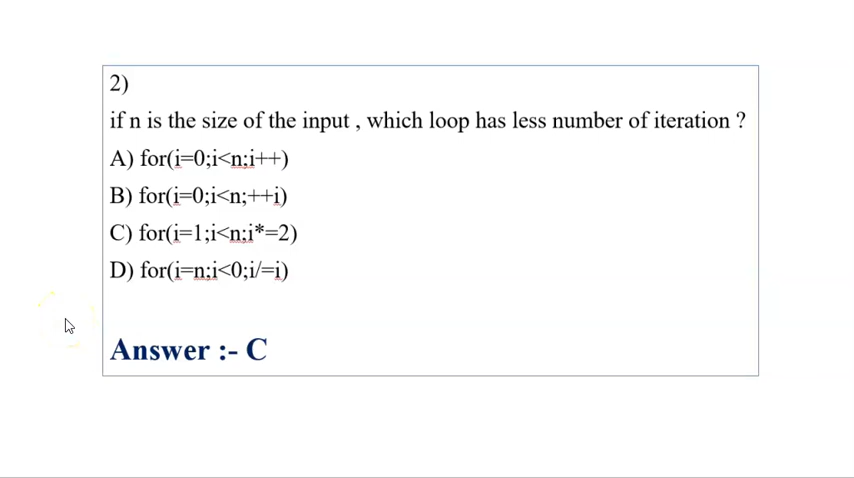 2)
if n is the size of the input , which loop has less number of iteration ?
A) for(i=0;i<n;i++)
B) for(i=0;i<n;++i)
C) for(i=1;i<n;i*=2)
D) for(i=n;i<0;i/=i)
Answer :- C